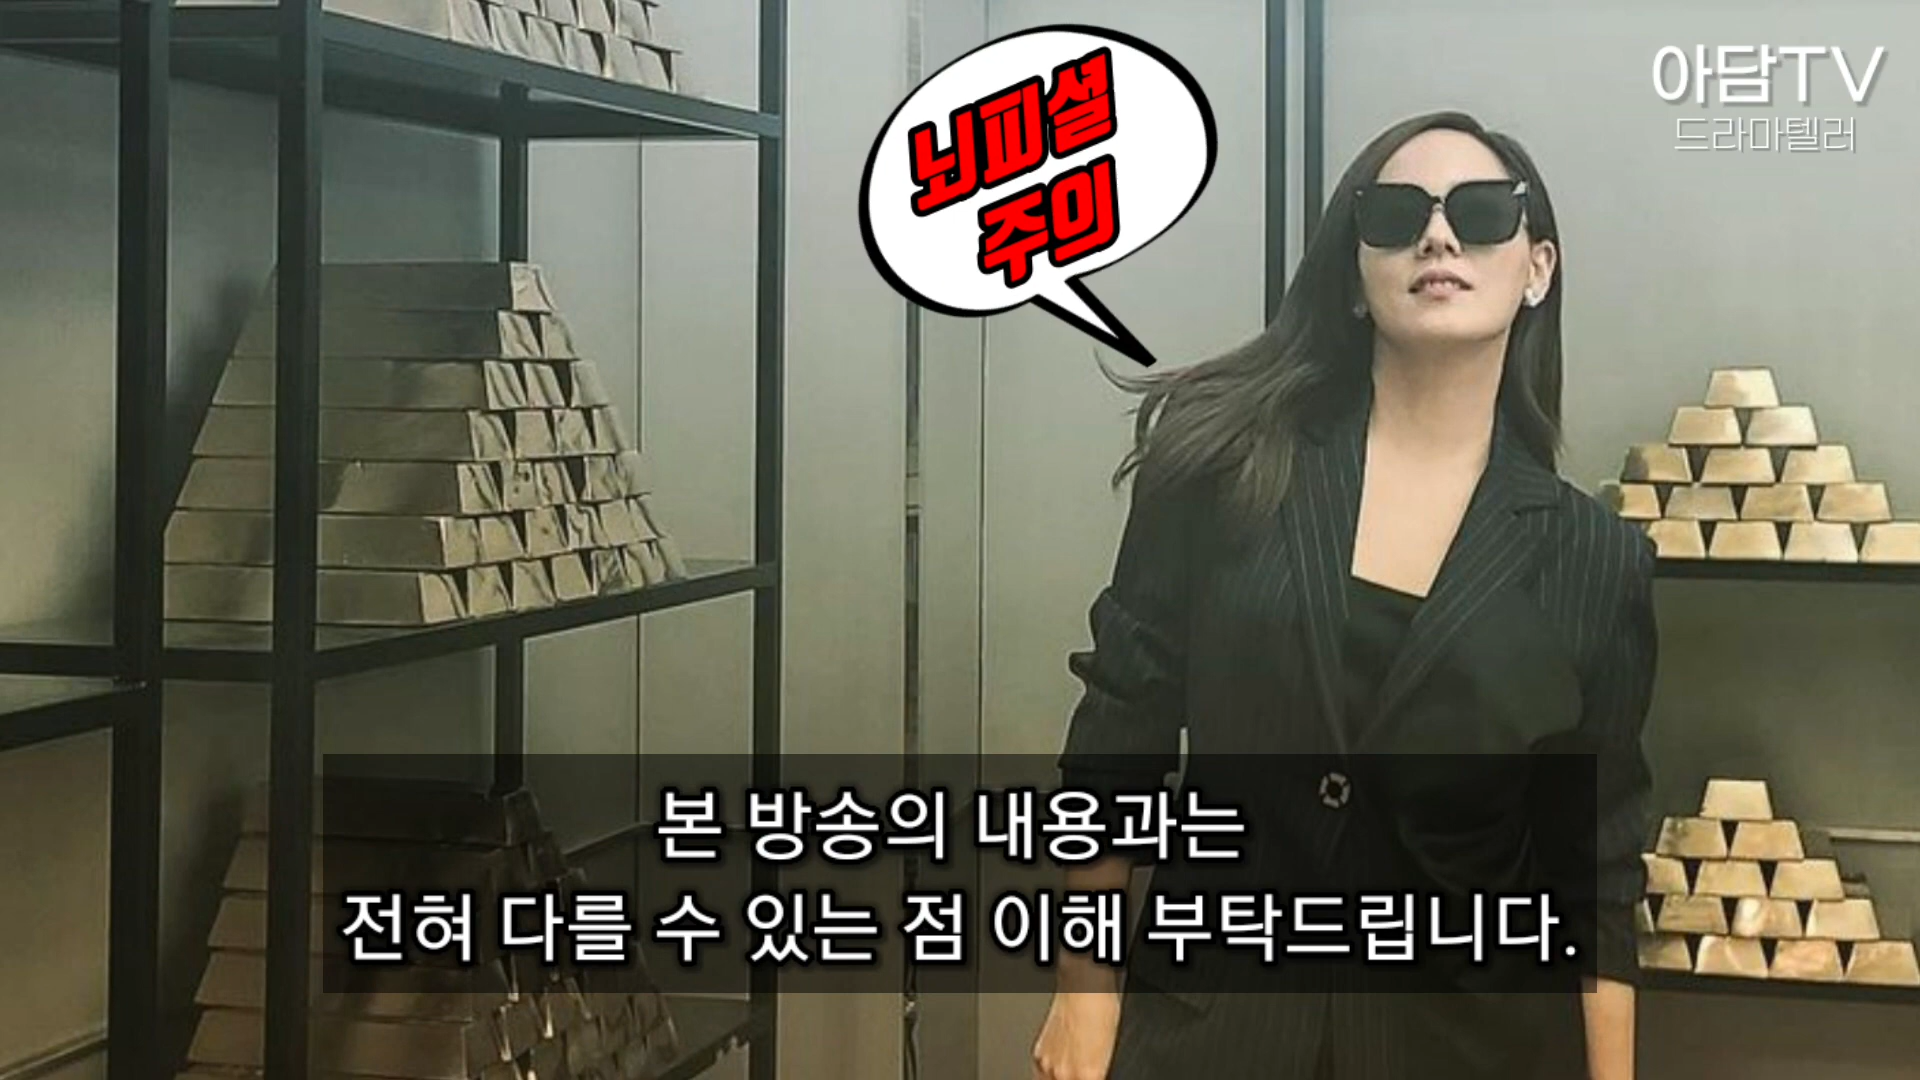 아담TV
드라마텔러
뇌피셜
주의
본 방송의 내용과는
전혀 다를 수 있는 점 이해 부탁드립니다.